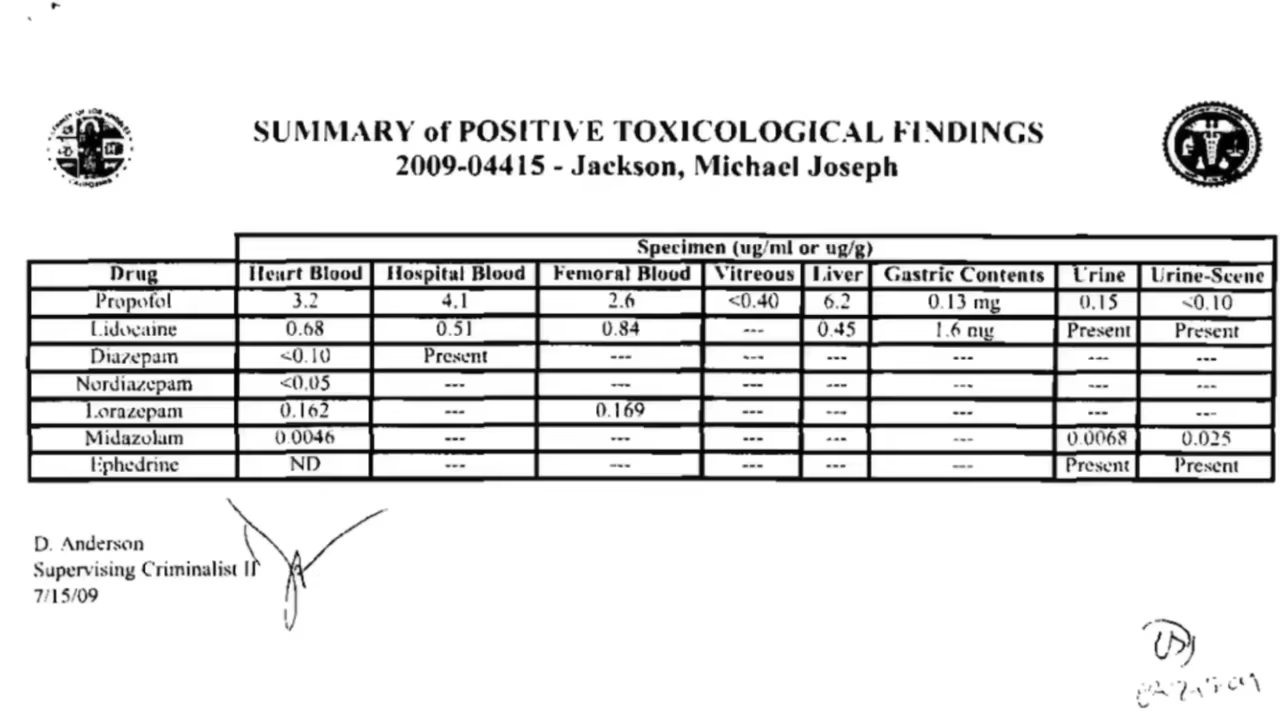 SUMMARY of POSITIVE TOXICOLOGICAL FINDINGS
2009-04415 - Jackson, Michael Joseph
Specimen (ug/ml or ug/g)
Drug Heart Blood Hospital Blood Femoral Blood Vitreous Liver Gastric Contents Urine Urine-Scene
Propofol 3.2 4.1 2.6 <0.40 6.2 0.13 mg 0.15 <0.10
Lidocaine 0.68 0.51 0.84 --- 0.45 1.6 mg Present Present
Diazepam <0.10 Present --- --- --- --- --- ---
Nordiazepam <0.05 --- --- --- --- --- --- ---
Lorazepam 0.162 --- 0.169 --- --- --- --- ---
Midazolam 0.0046 --- --- --- --- --- 0.0068 0.025
Ephedrine ND --- --- --- --- --- Present Present
D. Anderson
Supervising Criminalist II
7/15/09